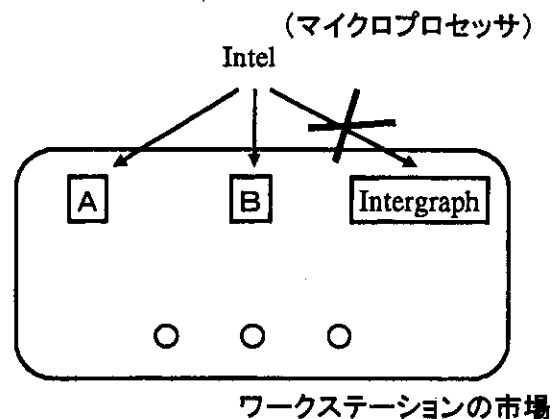 (マイクロプロセッサ)
Intel
A
B
Intergraph
ワークステーションの市場